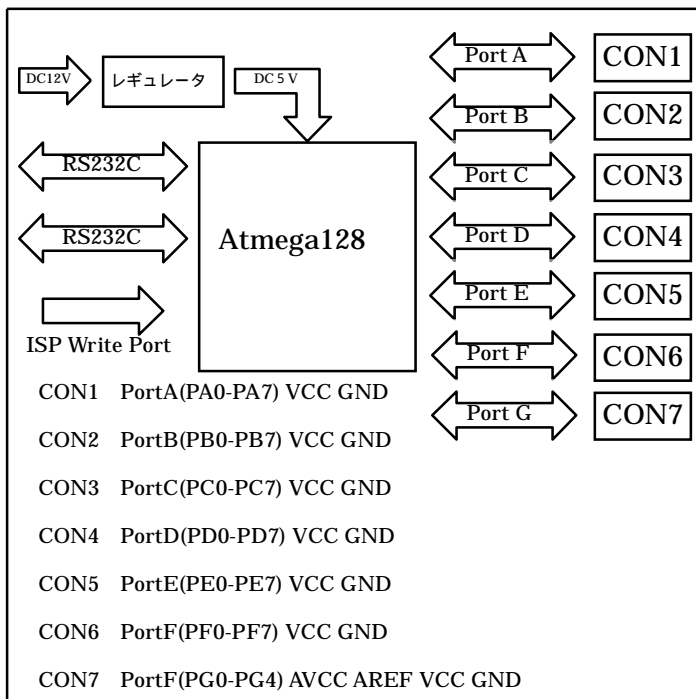 DC12V
レギュレータ
DC５V
Port A
CON1
Port B
CON2
RS232C
Port C
CON3
RS232C
Atmega128
Port D
CON4
Port E
CON5
ISP Write Port
Port F
CON6
Port G
CON7
CON1 PortA(PA0-PA7) VCC GND
CON2 PortB(PB0-PB7) VCC GND
CON3 PortC(PC0-PC7) VCC GND
CON4 PortD(PD0-PD7) VCC GND
CON5 PortE(PE0-PE7) VCC GND
CON6 PortF(PF0-PF7) VCC GND
CON7 PortF(PG0-PG4) AVCC AREF VCC GND